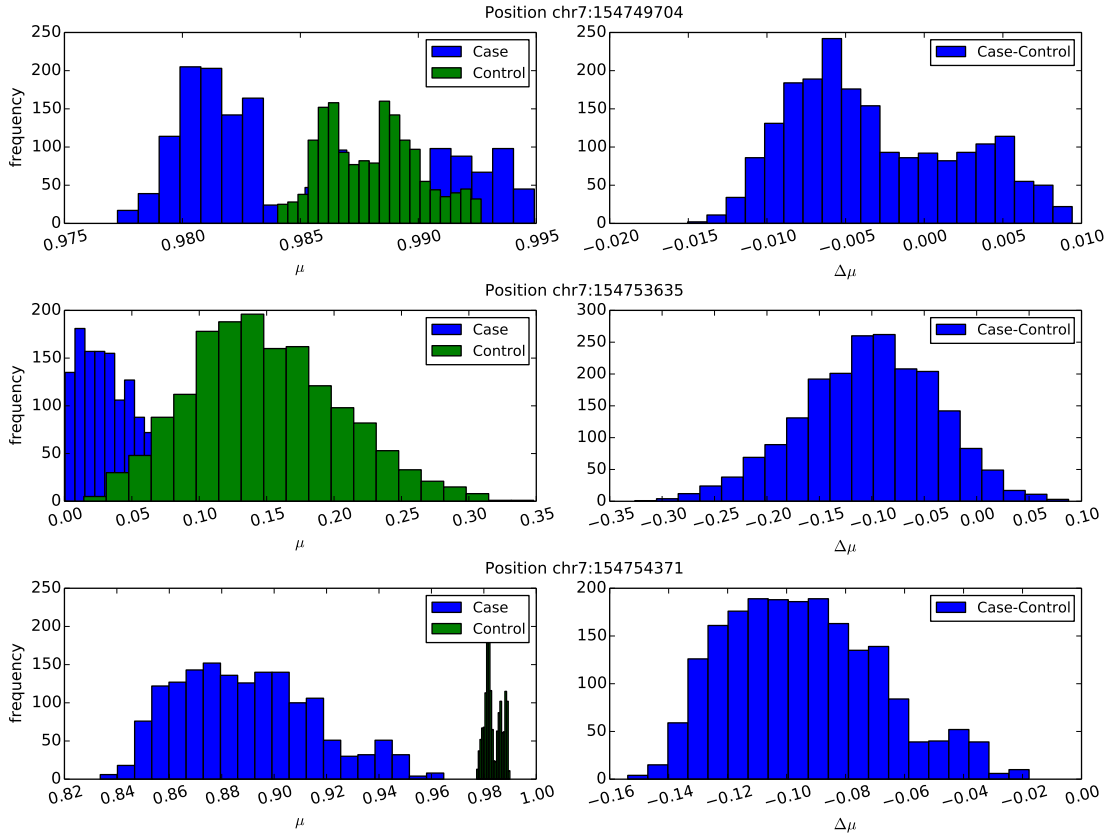 Position chr7:154749704
250
200
150
100
50
0
frequency
0.975 0.980 0.985 0.990 0.995
μ
Case
Control
250
200
150
100
50
0
−0.020 −0.015 −0.010 −0.005 0.000 0.005 0.010
Δμ
Case-Control
Position chr7:154753635
200
150
100
50
0
frequency
0.00 0.05 0.10 0.15 0.20 0.25 0.30 0.35
μ
Case
Control
300
250
200
150
100
50
0
−0.35 −0.30 −0.25 −0.20 −0.15 −0.10 −0.05 0.00 0.05 0.10
Δμ
Case-Control
Position chr7:154754371
250
200
150
100
50
0
frequency
0.82 0.84 0.86 0.88 0.90 0.92 0.94 0.96 0.98 1.00
μ
Case
Control
200
150
100
50
0
−0.16 −0.14 −0.12 −0.10 −0.08 −0.06 −0.04 −0.02 0.00
Δμ
Case-Control